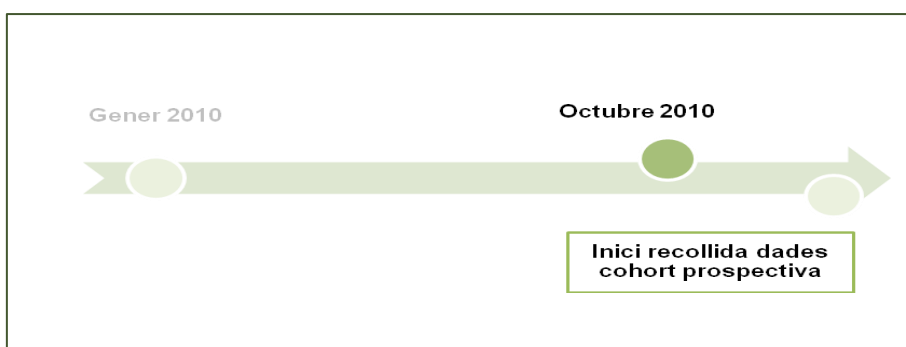 Gener 2010
Octubre 2010
Inici recollida dades
cohort prospectiva